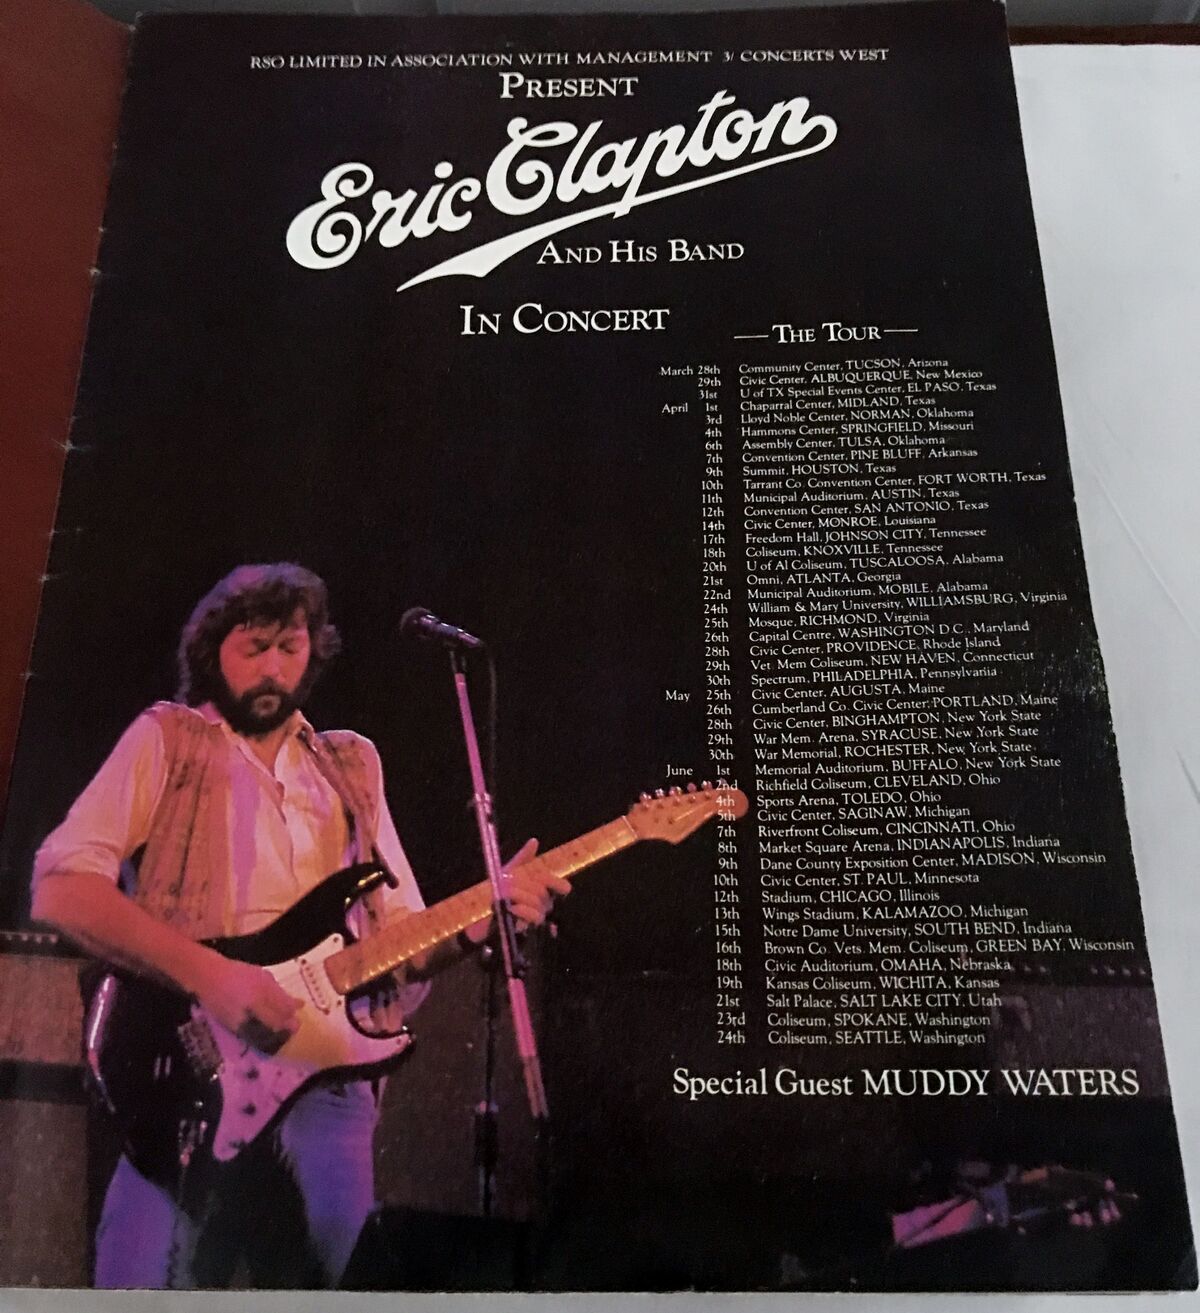 RSO LIMITED IN ASSOCIATION WITH MANAGEMENT 3/ CONCERTS WEST
PRESENT
Eric Clapton
AND HIS BAND
IN CONCERT
— THE TOUR —
March 28th Community Center, TUCSON, Arizona
29th Civic Center, ALBUQUERQUE, New Mexico
31st U of TX Special Events Center, EL PASO, Texas
April 1st Chaparral Center, MIDLAND, Texas
3rd Lloyd Noble Center, NORMAN, Oklahoma
4th Hammons Center, SPRINGFIELD, Missouri
6th Assembly Center, TULSA, Oklahoma
7th Convention Center, PINE BLUFF, Arkansas
9th Summit, HOUSTON, Texas
10th Tarrant Co. Convention Center, FORT WORTH, Texas
11th Municipal Auditorium, AUSTIN, Texas
12th Convention Center, SAN ANTONIO, Texas
14th Civic Center, MONROE, Louisiana
17th Freedom Hall, JOHNSON CITY, Tennessee
18th Coliseum, KNOXVILLE, Tennessee
20th U of Al Coliseum, TUSCALOOSA, Alabama
21st Omni, ATLANTA, Georgia
22nd Municipal Auditorium, MOBILE, Alabama
24th William & Mary University, WILLIAMSBURG, Virginia
25th Mosque, RICHMOND, Virginia
26th Capital Centre, WASHINGTON D.C., Maryland
28th Civic Center, PROVIDENCE, Rhode Island
29th Vet. Mem Coliseum, NEW HAVEN, Connecticut
30th Spectrum, PHILADELPHIA, Pennsylvania
May 25th Civic Center, AUGUSTA, Maine
26th Cumberland Co. Civic Center, PORTLAND, Maine
28th Civic Center, BINGHAMPTON, New York State
29th War Mem. Arena, SYRACUSE, New York State
30th War Memorial, ROCHESTER, New York State
June 1st Memorial Auditorium, BUFFALO, New York State
2nd Richfield Coliseum, CLEVELAND, Ohio
4th Sports Arena, TOLEDO, Ohio
5th Civic Center, SAGINAW, Michigan
7th Riverfront Coliseum, CINCINNATI, Ohio
8th Market Square Arena, INDIANAPOLIS, Indiana
9th Dane County Exposition Center, MADISON, Wisconsin
10th Civic Center, ST. PAUL, Minnesota
12th Stadium, CHICAGO, Illinois
13th Wings Stadium, KALAMAZOO, Michigan
15th Notre Dame University, SOUTH BEND, Indiana
16th Brown Co. Vets. Mem. Coliseum, GREEN BAY, Wisconsin
18th Civic Auditorium, OMAHA, Nebraska
19th Kansas Coliseum, WICHITA, Kansas
21st Salt Palace, SALT LAKE CITY, Utah
23rd Coliseum, SPOKANE, Washington
24th Coliseum, SEATTLE, Washington
Special Guest MUDDY WATERS